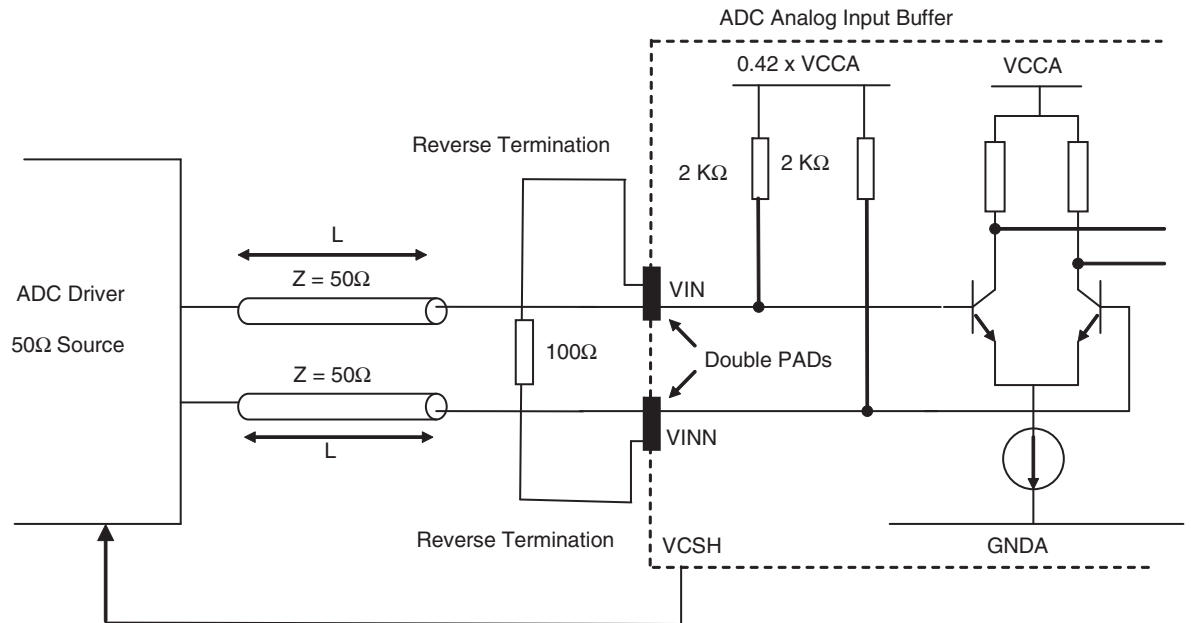 ADC Analog Input Buffer
0.42 x VCCA
VCCA
Reverse Termination
2 KΩ
2 KΩ
L
Z = 50Ω
VIN
ADC Driver
50Ω Source
100Ω
Double PADs
Z = 50Ω
L
VINN
Reverse Termination
VCSH
GNDA